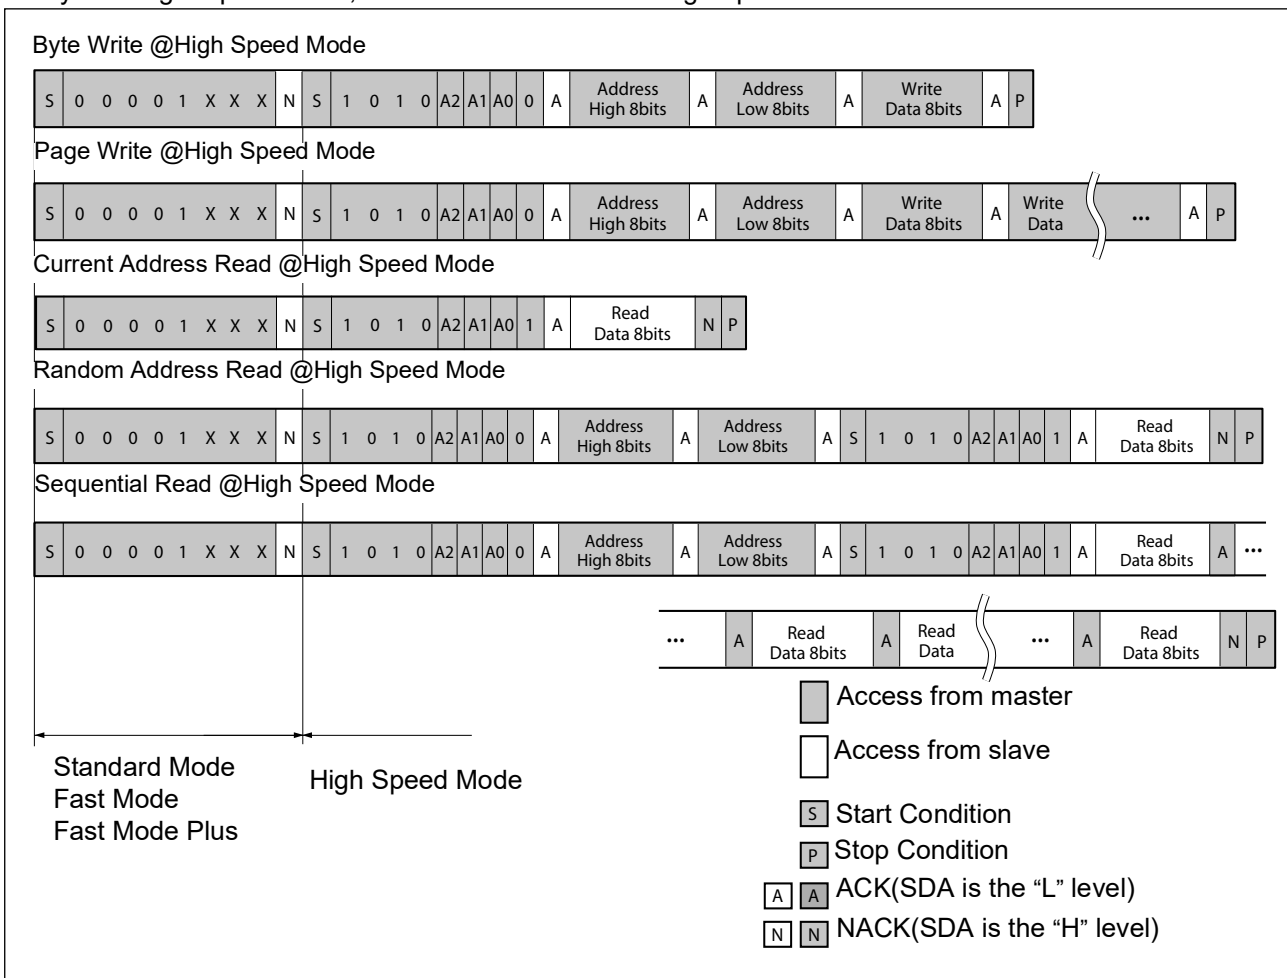 Byte Write @High Speed Mode
S 0 0 0 0 1 X X X N S 1 0 1 0 A2 A1 A0 0 A Address High 8bits A Address Low 8bits A Write Data 8bits A P
Page Write @High Speed Mode
S 0 0 0 0 1 X X X N S 1 0 1 0 A2 A1 A0 0 A Address High 8bits A Address Low 8bits A Write Data 8bits A Write Data ... A P
Current Address Read @High Speed Mode
S 0 0 0 0 1 X X X N S 1 0 1 0 A2 A1 A0 1 A Read Data 8bits N P
Random Address Read @High Speed Mode
S 0 0 0 0 1 X X X N S 1 0 1 0 A2 A1 A0 0 A Address High 8bits A Address Low 8bits A S 1 0 1 0 A2 A1 A0 1 A Read Data 8bits N P
Sequential Read @High Speed Mode
S 0 0 0 0 1 X X X N S 1 0 1 0 A2 A1 A0 0 A Address High 8bits A Address Low 8bits A S 1 0 1 0 A2 A1 A0 1 A Read Data 8bits A ...
... A Read Data 8bits A Read Data ... A Read Data 8bits N P
Access from master
Access from slave
Standard Mode
Fast Mode
Fast Mode Plus
High Speed Mode
S Start Condition
P Stop Condition
A A ACK(SDA is the “L” level)
N N NACK(SDA is the “H” level)